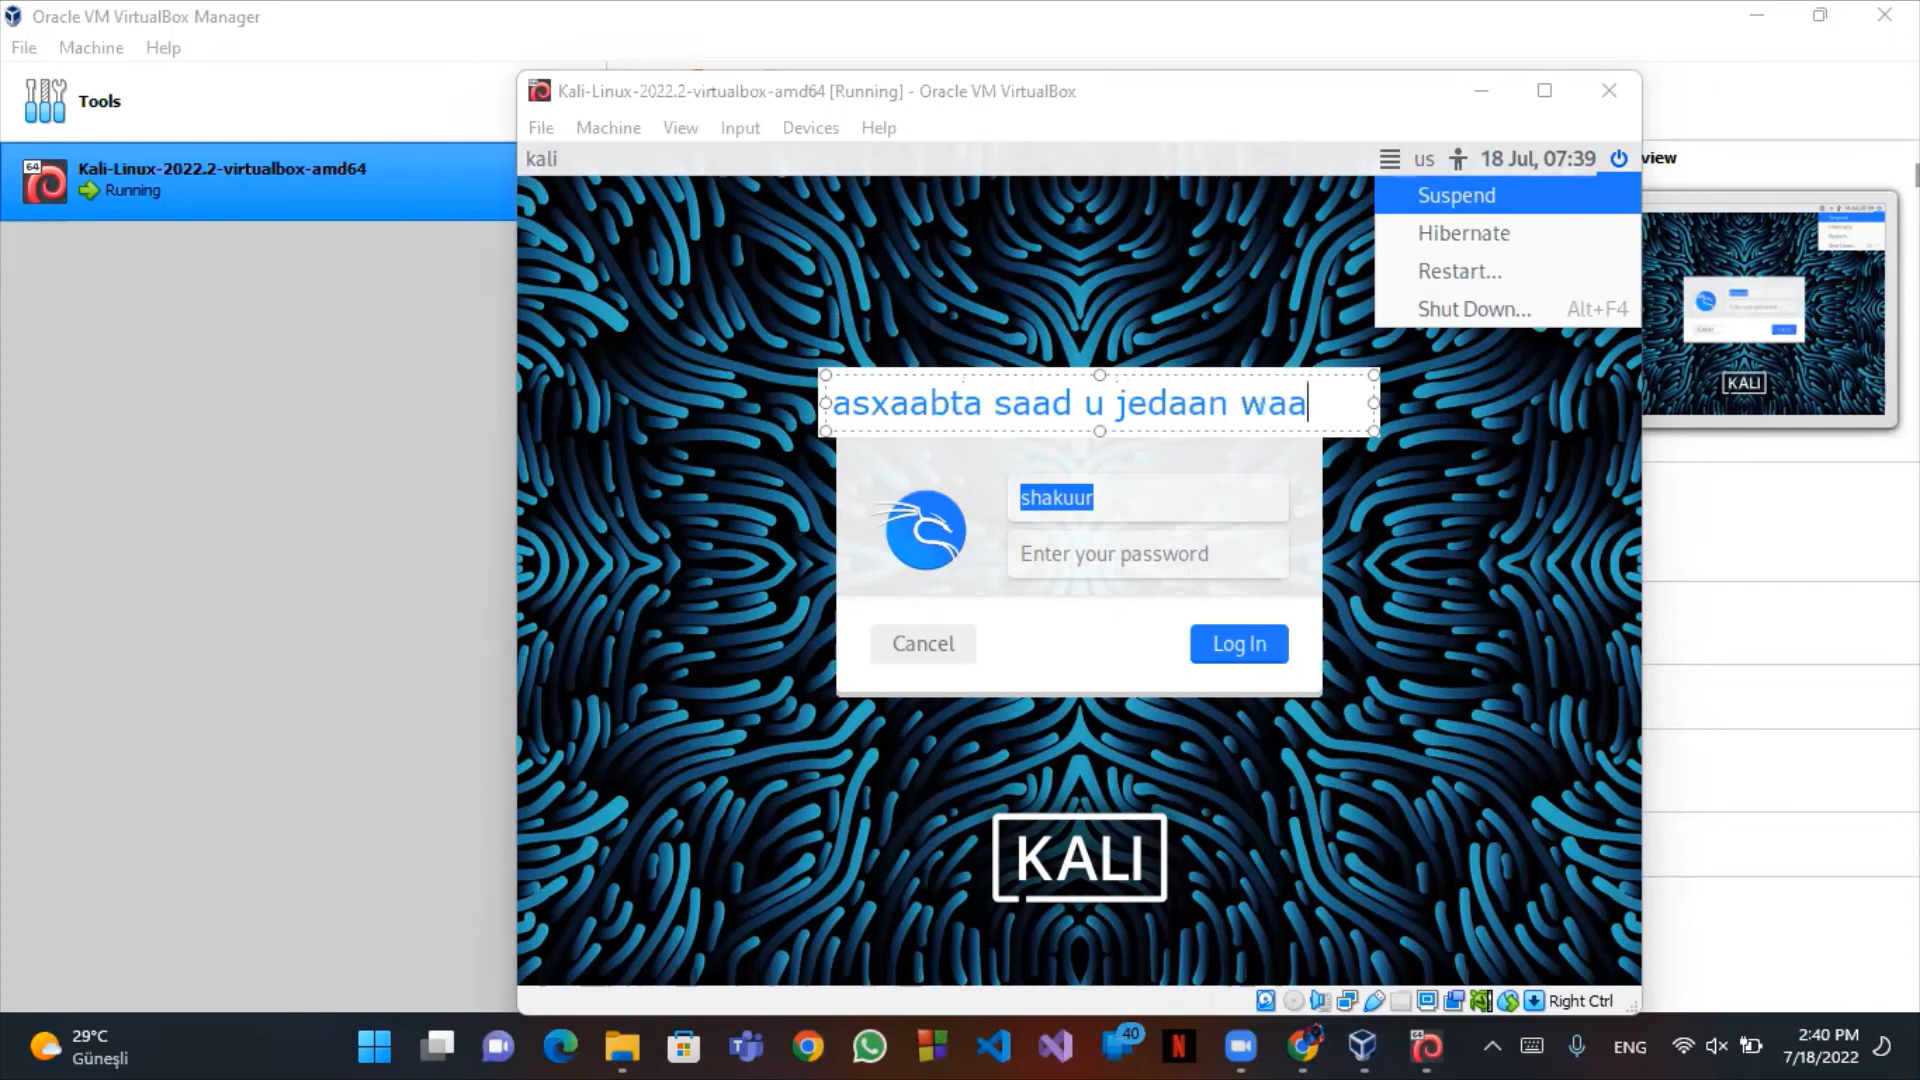 Oracle VM VirtualBox Manager
File Machine Help
Tools
64
Kali-Linux-2022.2-virtualbox-amd64
Running
Kali-Linux-2022.2-virtualbox-amd64 [Running] - Oracle VM VirtualBox
File Machine View Input Devices Help
kali us 18 Jul, 07:39
view
Suspend
Hibernate
Restart...
Shut Down... Alt+F4
asxaabta saad u jedaan waa
shakuur
Enter your password
Cancel Log In
KALI
KALI
Right Ctrl
29°C
Güneşli
40
ENG
2:40 PM
7/18/2022